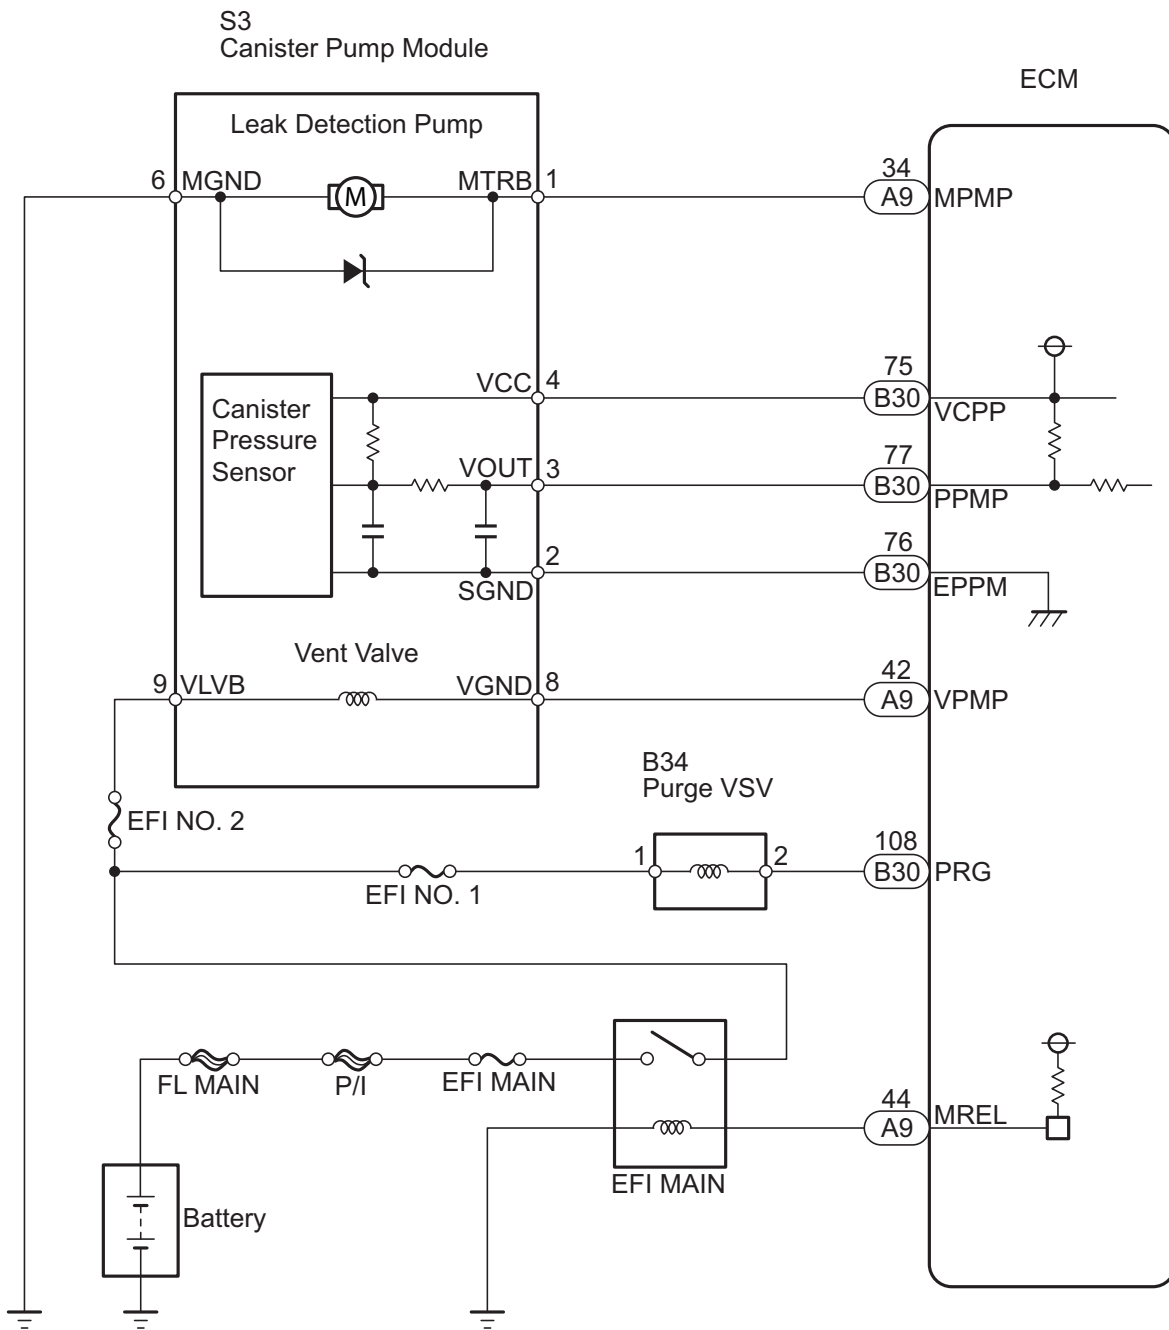 S3
Canister Pump Module
ECM
Leak Detection Pump
6 MGND M MTRB 1
34
A9 MPMP
VCC 4
75
B30 VCPP
Canister
Pressure
Sensor
VOUT 3
77
B30 PPMP
2
SGND
76
B30 EPPM
Vent Valve
9 VLVB VGND 8
42
A9 VPMP
B34
Purge VSV
EFI NO. 2
1 2
108
B30 PRG
EFI NO. 1
FL MAIN
P/I
EFI MAIN
44
A9 MREL
EFI MAIN
Battery